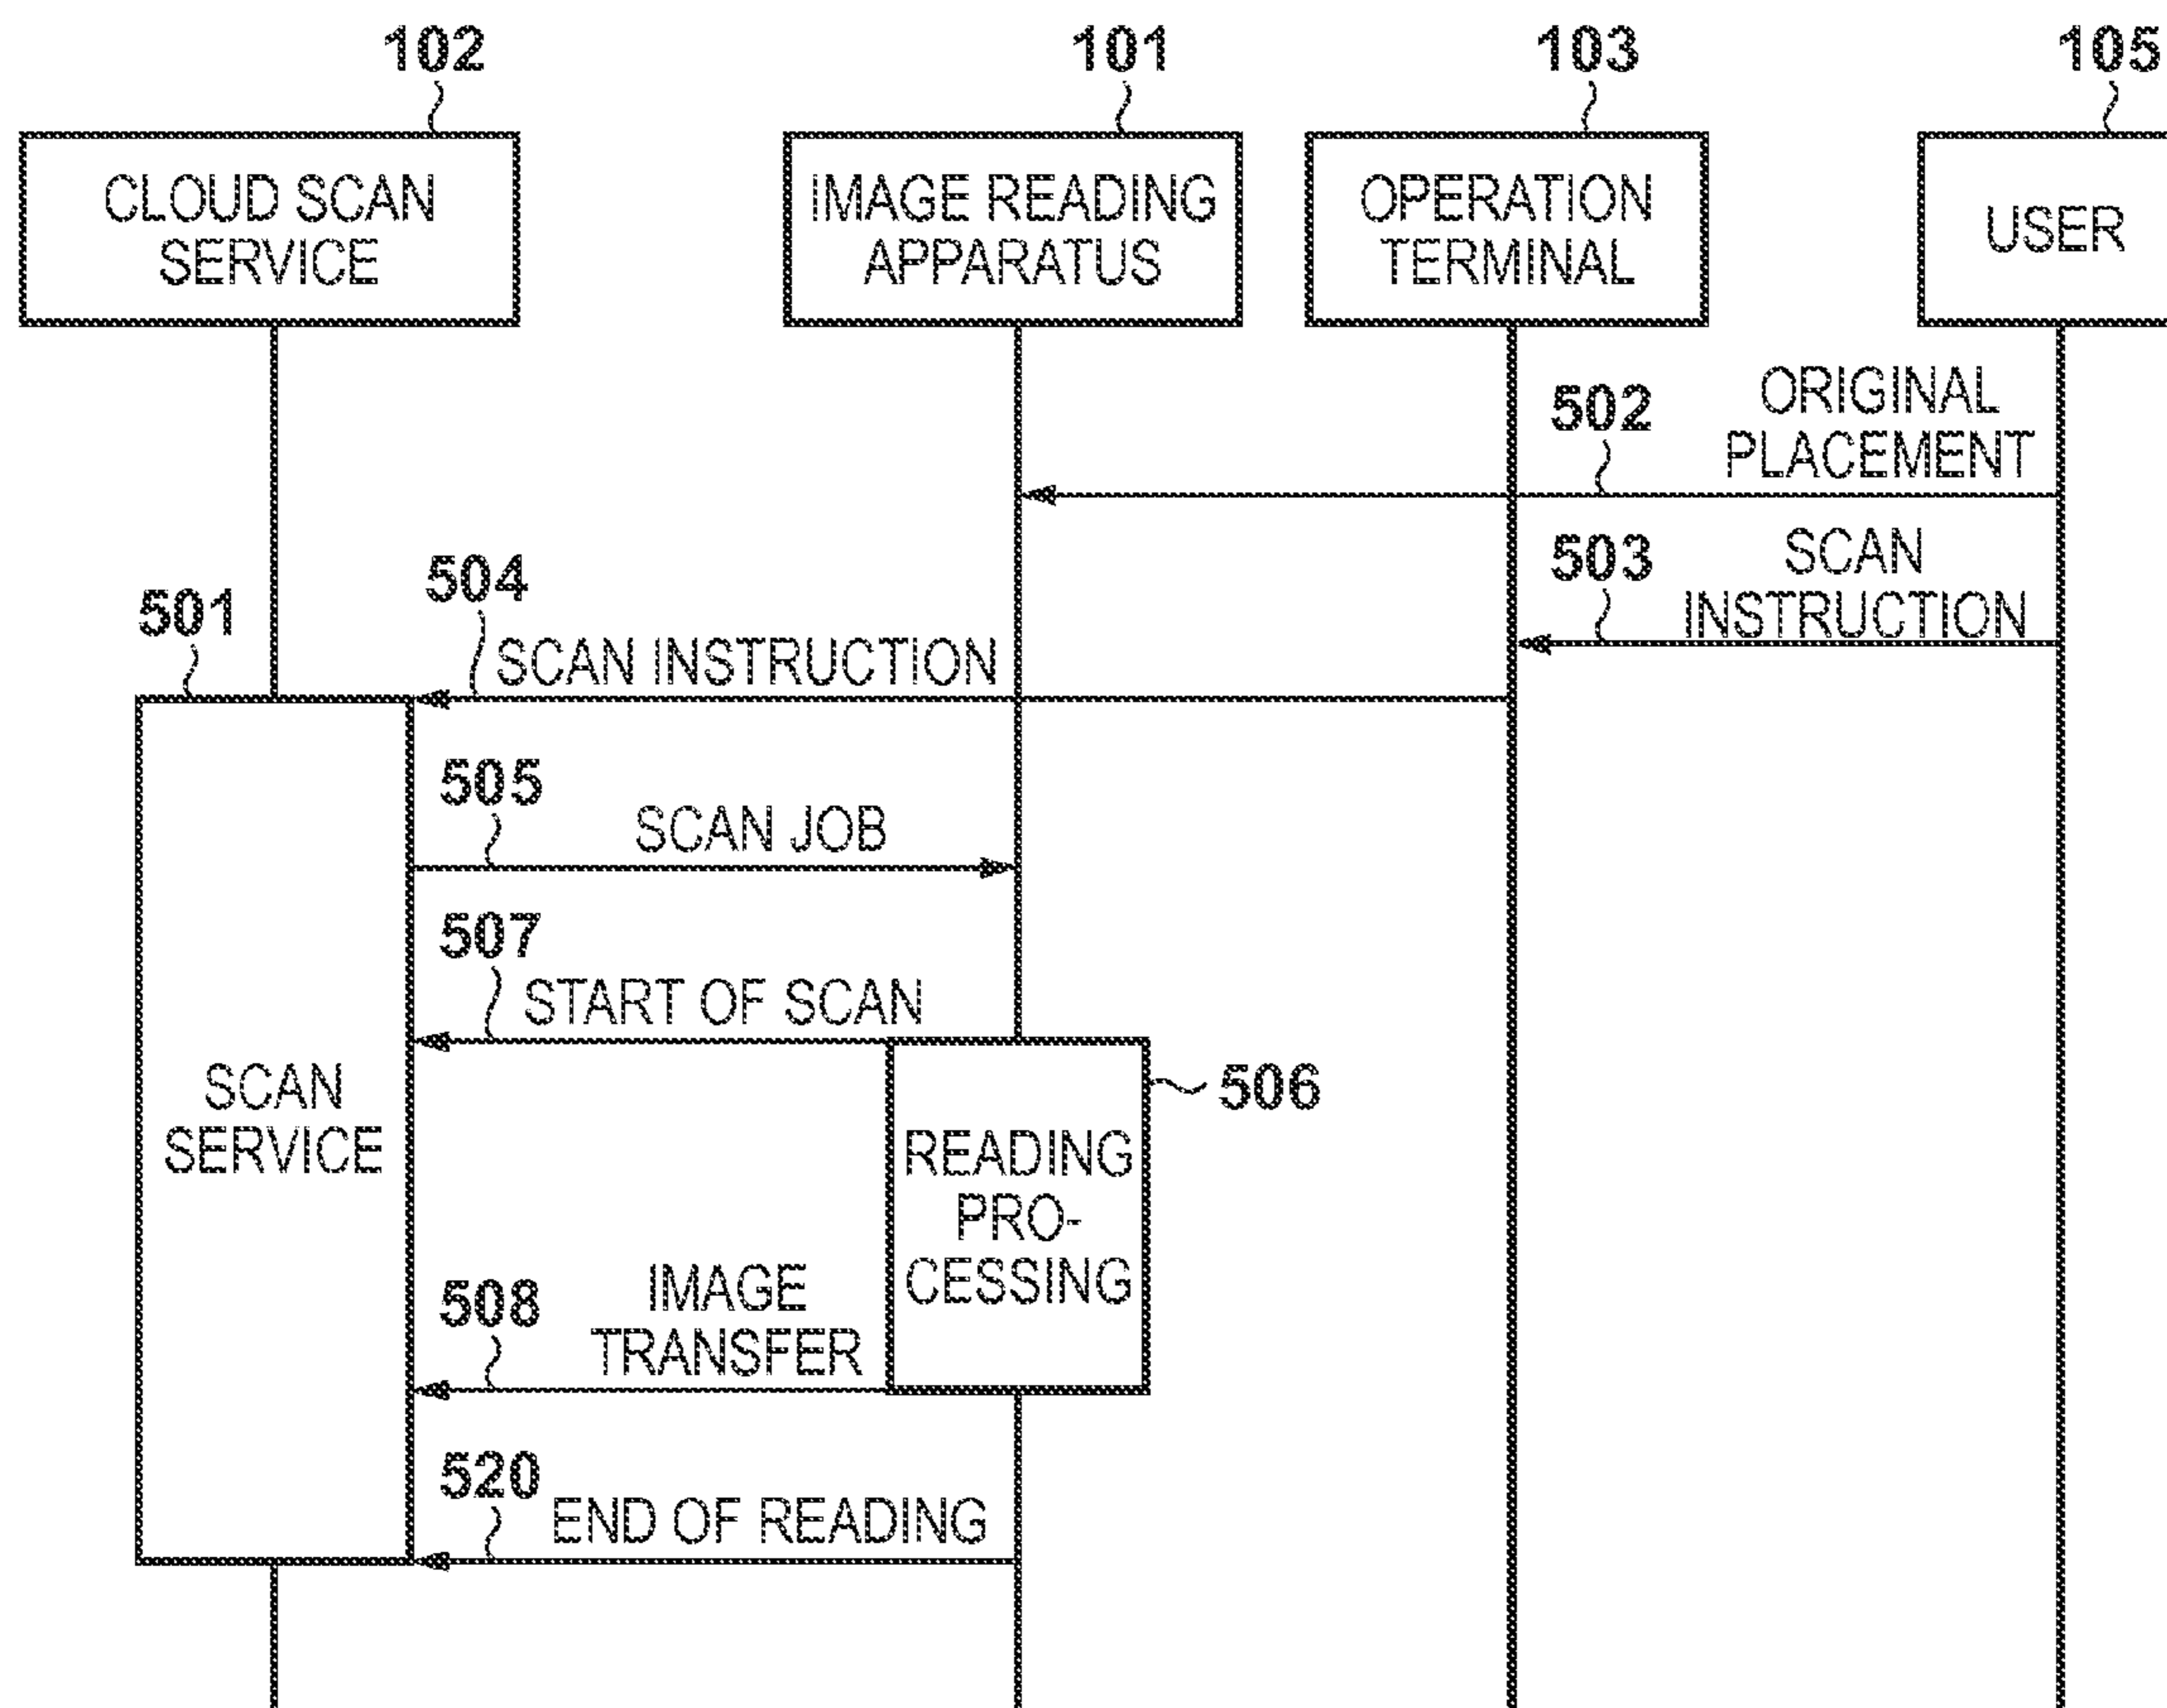 102
101
103
105
CLOUD SCAN
SERVICE
IMAGE READING
APPARATUS
OPERATION
TERMINAL
USER
502
ORIGINAL
PLACEMENT
503
SCAN
INSTRUCTION
501
504
SCAN INSTRUCTION
505
SCAN JOB
507
START OF SCAN
506
SCAN
SERVICE
READING
PRO-
CESSING
508
IMAGE
TRANSFER
520
END OF READING